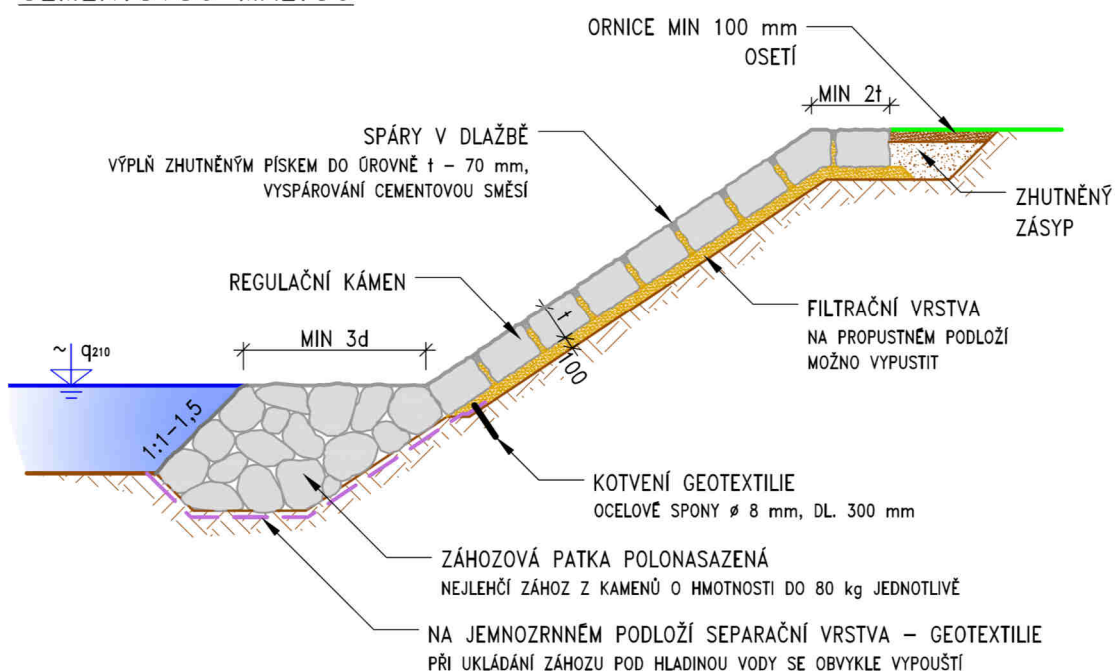 ORNICE MIN 100 mm
OSETÍ
MIN 2t
SPÁRY V DLAŽBĚ
VÝPLŇ ZHUTNĚNÝM PÍSKEM DO ÚROVNĚ t – 70 mm,
VYSPÁROVÁNÍ CEMENTOVOU SMĚSÍ
ZHUTNĚNÝ
ZÁSYP
REGULAČNÍ KÁMEN
FILTRAČNÍ VRSTVA
NA PROPUSTNÉM PODLOŽÍ
MOŽNO VYPUSTIT
MIN 3d
t
100
~ q210
1:1–1,5
KOTVENÍ GEOTEXTILIE
OCELOVÉ SPONY ø 8 mm, DL. 300 mm
ZÁHOZOVÁ PATKA POLONASAZENÁ
NEJLEHČÍ ZÁHOZ Z KAMENŮ O HMOTNOSTI DO 80 kg JEDNOTLIVĚ
NA JEMNOZRNNÉM PODLOŽÍ SEPARAČNÍ VRSTVA – GEOTEXTILIE
PŘI UKLÁDÁNÍ ZÁHOZU POD HLADINOU VODY SE OBVYKLE VYPOUŠTÍ